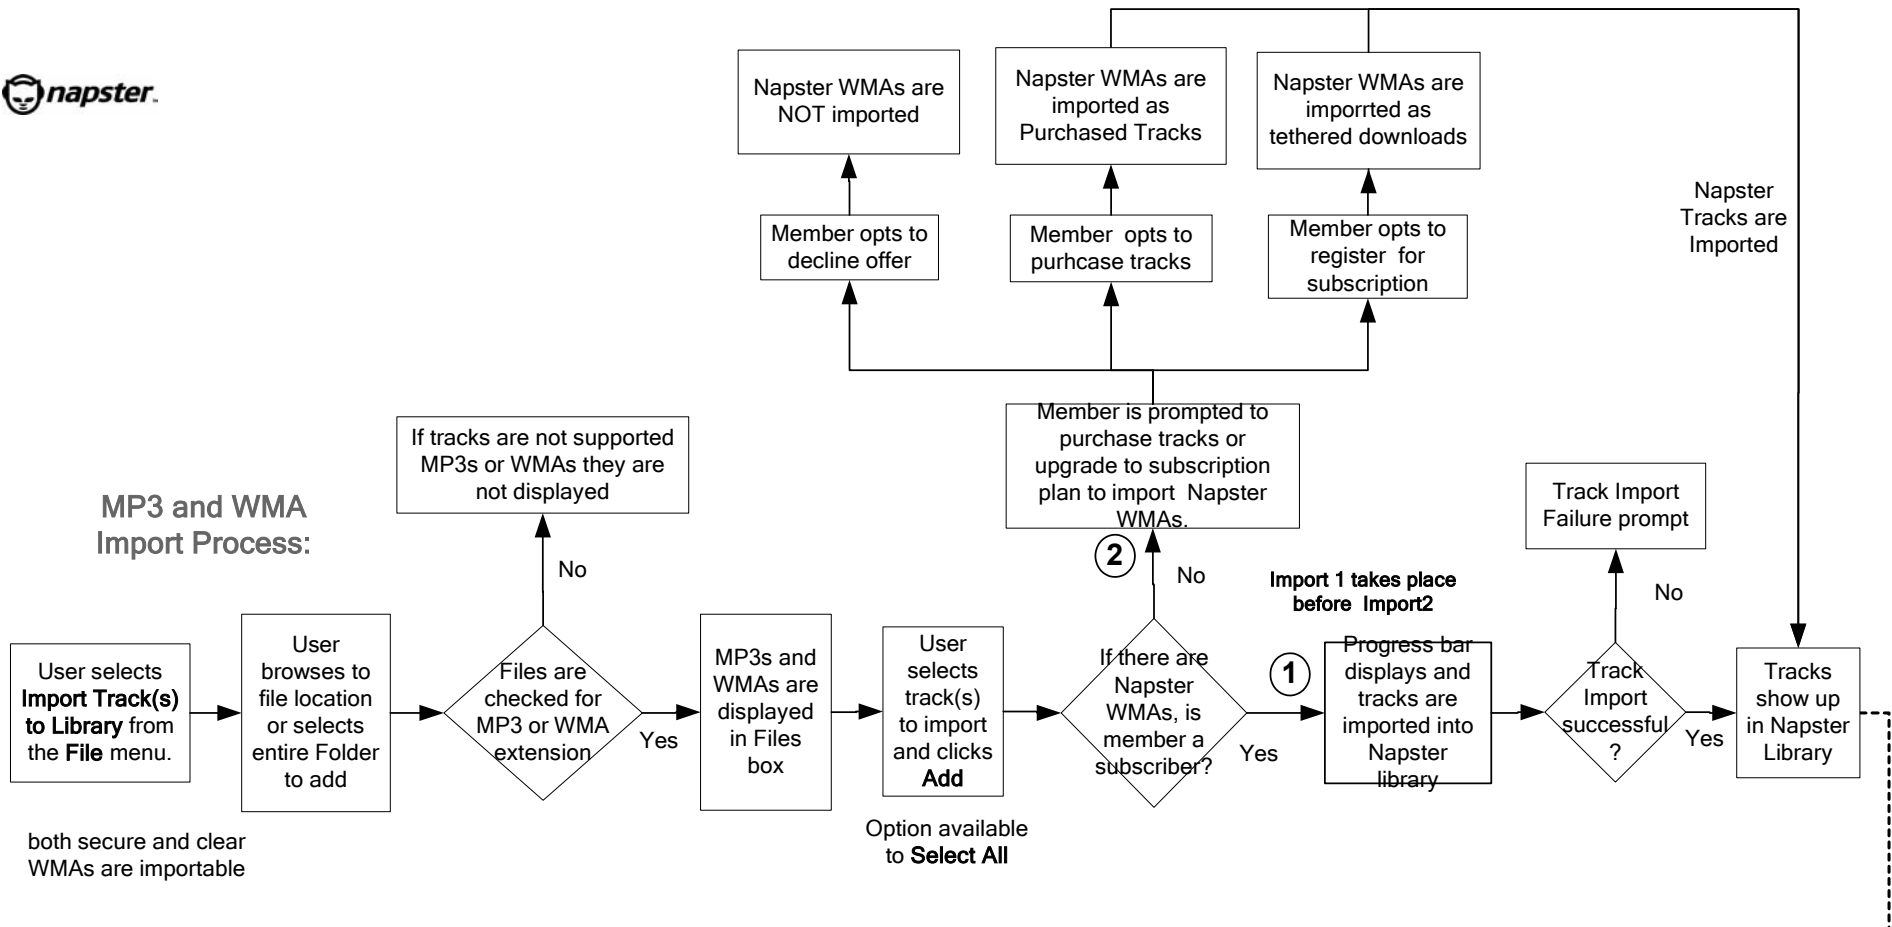 napster.
Napster WMAs are
NOT imported
Napster WMAs are
imported as
Purchased Tracks
Napster WMAs are
imporrted as
tethered downloads
Napster
Tracks are
Imported
Member opts to
decline offer
Member opts to
purhcase tracks
Member opts to
register for
subscription
If tracks are not supported
MP3s or WMAs they are
not displayed
Member is prompted to
purchase tracks or
upgrade to subscription
plan to import Napster
WMAs.
Track Import
Failure prompt
MP3 and WMA
Import Process:
No
2
No
Import 1 takes place
before Import2
No
User selects
Import Track(s)
to Library from
the File menu.
User
browses to
file location
or selects
entire Folder
to add
Files are
checked for
MP3 or WMA
extension
Yes
MP3s and
WMAs are
displayed
in Files
box
User
selects
track(s)
to import
and clicks
Add
If there are
Napster
WMAs, is
member a
subscriber?
1
Yes
Progress bar
displays and
tracks are
imported into
Napster
library
Track
Import
successful
?
Yes
Tracks
show up
in Napster
Library
both secure and clear
WMAs are importable
Option available
to Select All